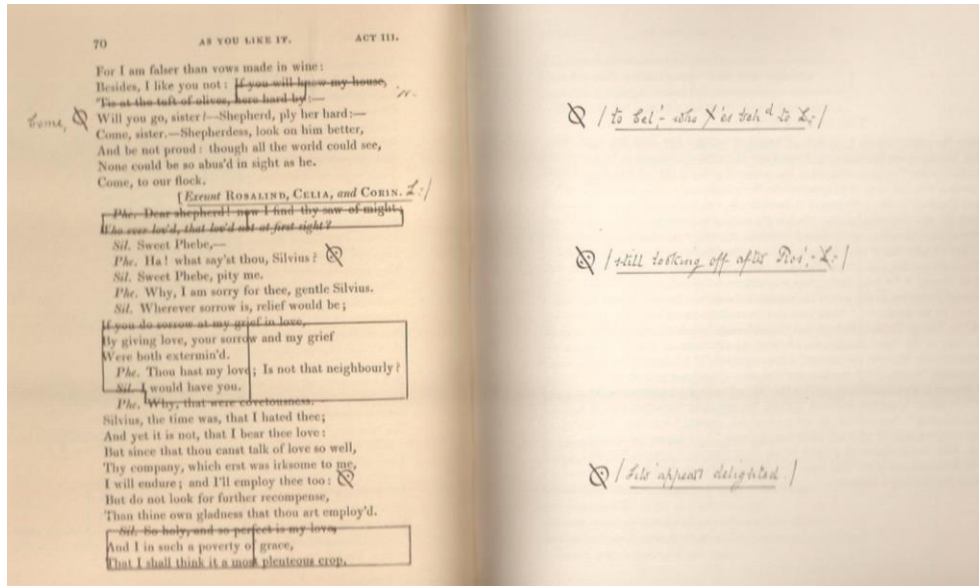 70 AS YOU LIKE IT. ACT III.
For I am falser than vows made in wine:
Besides, I like you not: If you will know my house,
'Tis at the tuft of olives, here hard by:—
Come, Will you go, sister?—Shepherd, ply her hard:—
Come, sister.—Shepherdess, look on him better,
And be not proud: though all the world could see,
None could be so abus'd in sight as he.
Come, to our flock.
[Exeunt ROSALIND, CELIA, and CORIN. L:/
Phe. Dear shepherd! now I find thy saw of might;
Who ever lov'd, that lov'd not at first sight?
Sil. Sweet Phebe,—
Phe. Ha! what say'st thou, Silvius?
Sil. Sweet Phebe, pity me.
Phe. Why, I am sorry for thee, gentle Silvius.
Sil. Wherever sorrow is, relief would be;
If you do sorrow at my grief in love,
By giving love, your sorrow and my grief
Were both extermin'd.
Phe. Thou hast my love; Is not that neighbourly?
Sil. I would have you.
Phe. Why, that were covetousness.
Silvius, the time was, that I hated thee;
And yet it is not, that I bear thee love:
But since that thou canst talk of love so well,
Thy company, which erst was irksome to me,
I will endure; and I'll employ thee too:
But do not look for further recompense,
Than thine own gladness that thou art employ'd.
Sil. So holy, and so perfect is my love,
And I in such a poverty of grace,
That I shall think it a most plenteous crop,
/ to Cel:- who X'es beh^d to L:/
/ still looking off after Ros:- L:/
/ Sils appears delighted /